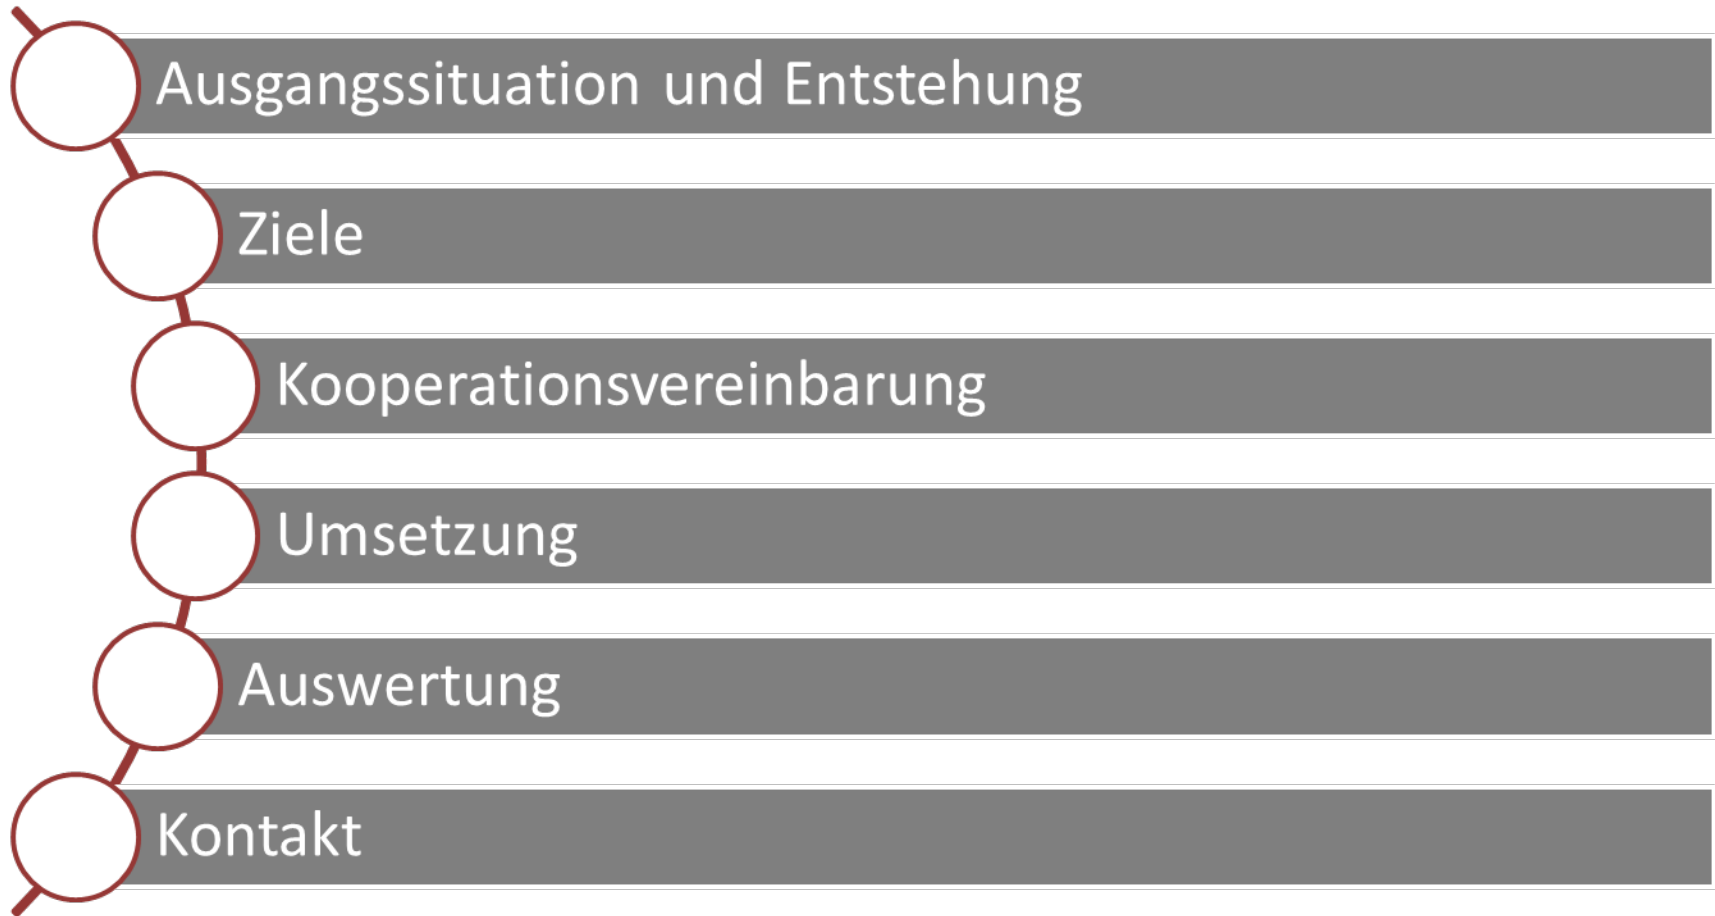 Ausgangssituation und Entstehung
Ziele
Kooperationsvereinbarung
Umsetzung
Auswertung
Kontakt